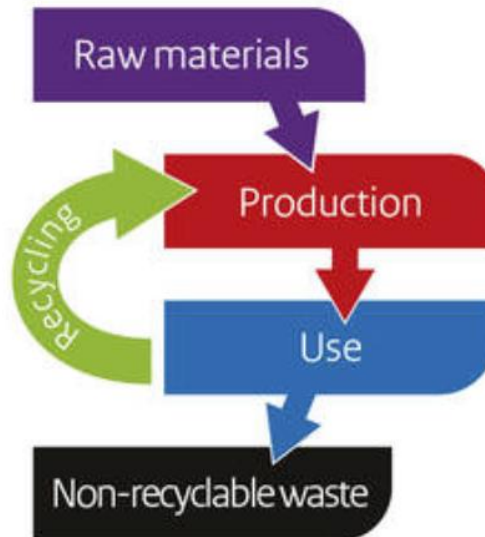 Raw materials
Production
Recycling
Use
Non-recyclable waste